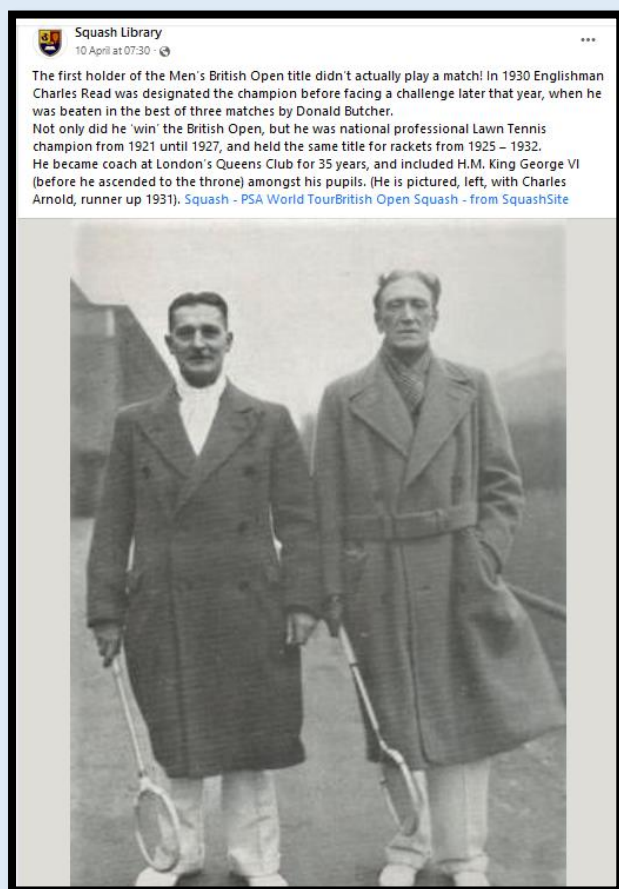 Squash Library
10 April at 07:30 ·
The first holder of the Men's British Open title didn't actually play a match! In 1930 Englishman
Charles Read was designated the champion before facing a challenge later that year, when he
was beaten in the best of three matches by Donald Butcher.
Not only did he 'win' the British Open, but he was national professional Lawn Tennis
champion from 1921 until 1927, and held the same title for rackets from 1925 – 1932.
He became coach at London's Queens Club for 35 years, and included H.M. King George VI
(before he ascended to the throne) amongst his pupils. (He is pictured, left, with Charles
Arnold, runner up 1931). Squash - PSA World TourBritish Open Squash - from SquashSite